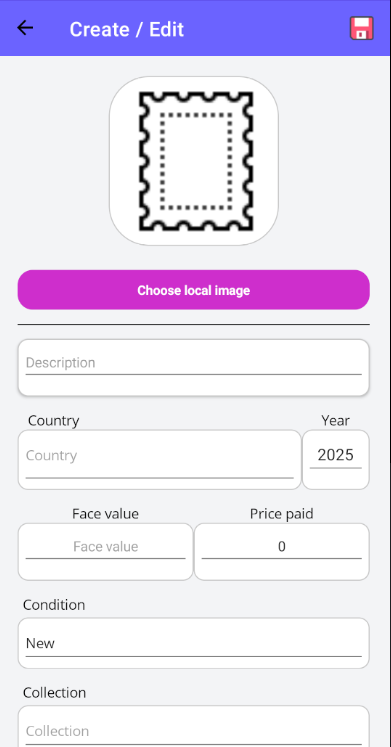 Create / Edit
Choose local image
Description
Country Year
Country 2025
Face value Price paid
Face value 0
Condition
New
Collection
Collection